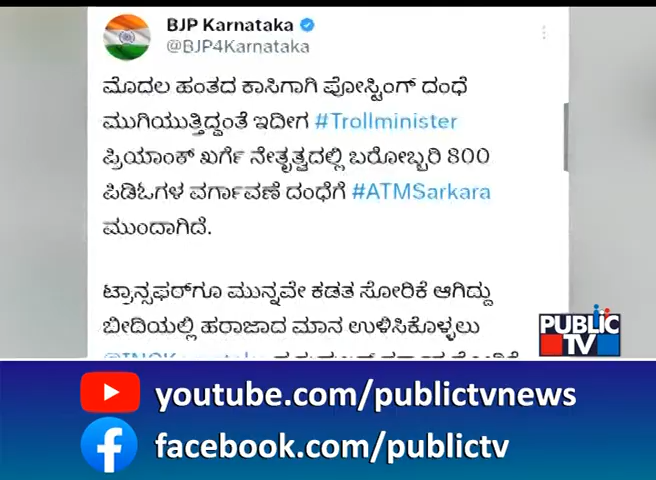 BJP Karnataka
@BJP4Karnataka
ಮೊದಲ ಹಂತದ ಕಾಸಿಗಾಗಿ ಪೋಸ್ಟಿಂಗ್ ದಂಧೆ
ಮುಗಿಯುತ್ತಿದ್ದಂತೆ ಇದೀಗ #Trollminister
ಪ್ರಿಯಾಂಕ್ ಖರ್ಗೆ ನೇತೃತ್ವದಲ್ಲಿ ಬರೋಬ್ಬರಿ 800
ಪಿಡಿಓಗಳ ವರ್ಗಾವಣೆ ದಂಧೆಗೆ #ATMSarkara
ಮುಂದಾಗಿದೆ.
ಟ್ರಾನ್ಸಫರ್‌ಗೂ ಮುನ್ನವೇ ಕಡತ ಸೋರಿಕೆ ಆಗಿದ್ದು
ಬೀದಿಯಲ್ಲಿ ಹರಾಜಾದ ಮಾನ ಉಳಿಸಿಕೊಳ್ಳಲು
PUBLIC
TV
youtube.com/publictvnews
facebook.com/publictv